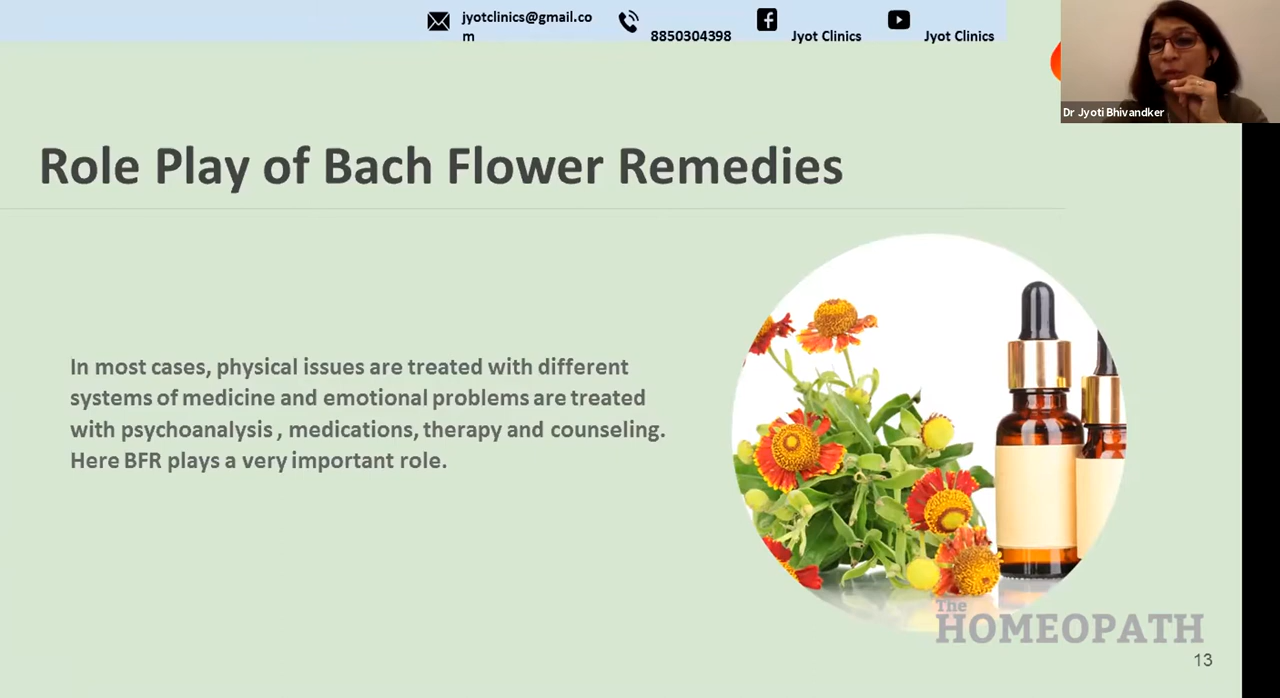 jyotclinics@gmail.co
m
8850304398
Jyot Clinics
Jyot Clinics
Dr Jyoti Bhivandker
Role Play of Bach Flower Remedies
In most cases, physical issues are treated with different
systems of medicine and emotional problems are treated
with psychoanalysis , medications, therapy and counseling.
Here BFR plays a very important role.
The
HOMEOPATH
13